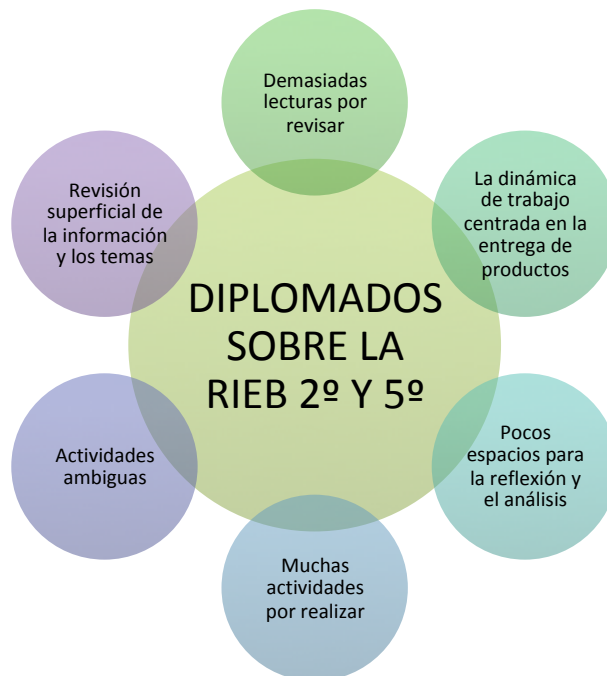 Demasiadas
lecturas por
revisar
La dinámica
de trabajo
centrada en la
entrega de
productos
Pocos
espacios para
la reflexión y
el análisis
Muchas
actividades
por realizar
Actividades
ambiguas
Revisión
superficial de
la información
y los temas
DIPLOMADOS
SOBRE LA
RIEB 2º Y 5º